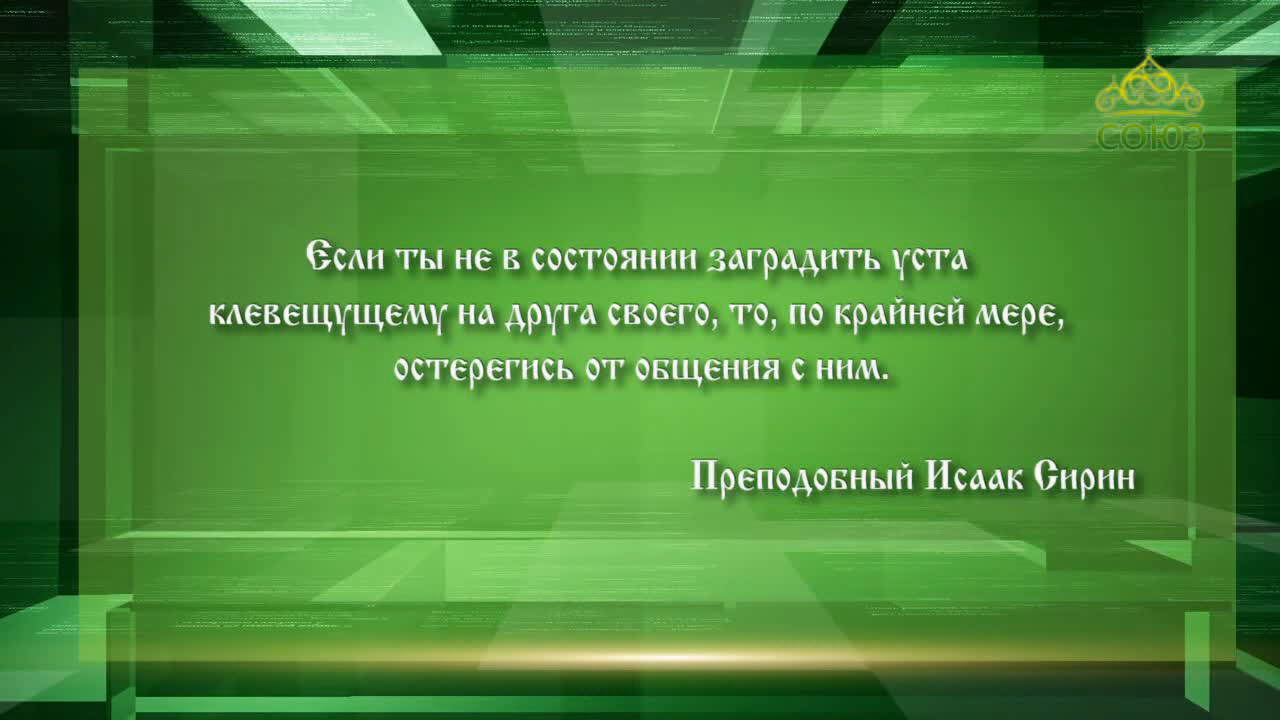 СОЮЗ
Если ты не в состоянии заградить уста
клевещущему на друга своего, то, по крайней мере,
остерегись от общения с ним.
Преподобный Исаак Сирин